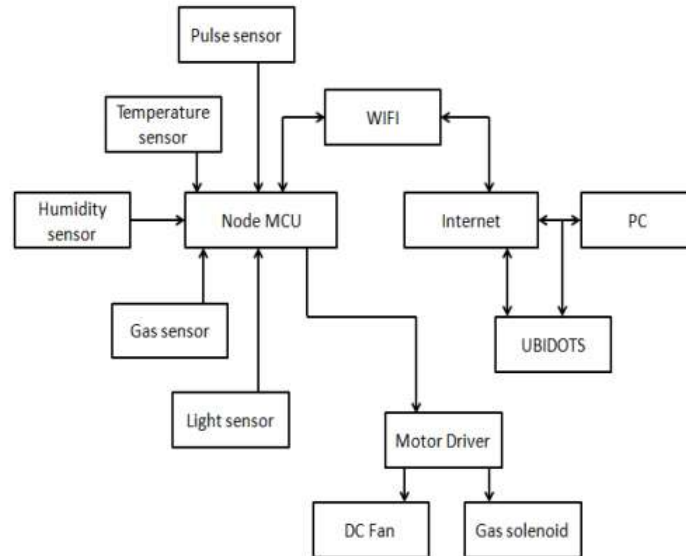 Pulse sensor
Temperature
sensor
WIFI
Humidity
sensor
Node MCU
Internet
PC
Gas sensor
UBIDOTS
Light sensor
Motor Driver
DC Fan
Gas solenoid